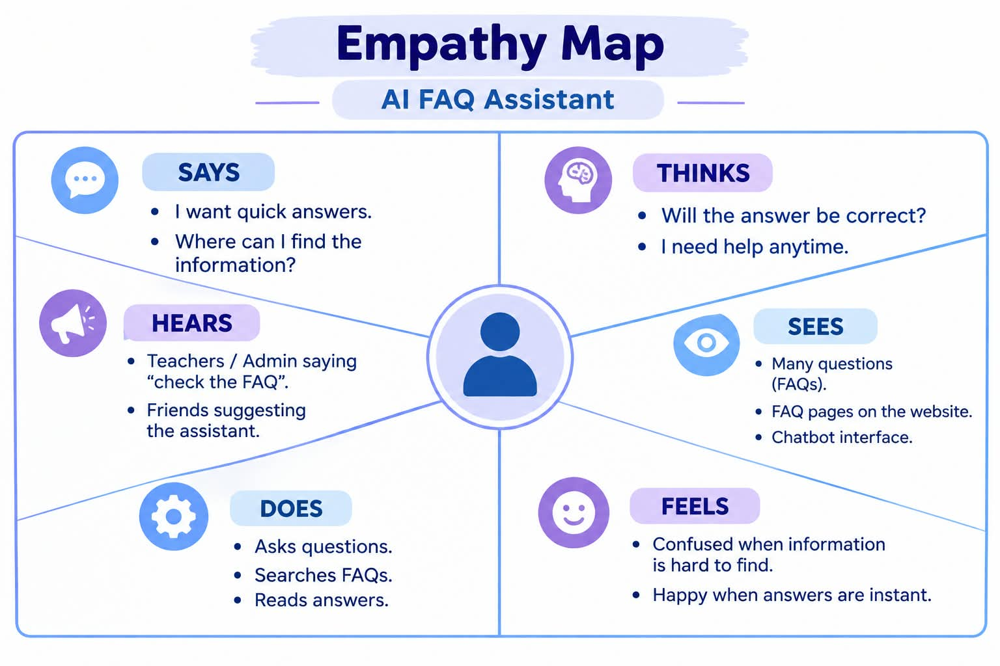 Empathy Map
AI FAQ Assistant
SAYS
• I want quick answers.
• Where can I find the
information?
THINKS
• Will the answer be correct?
• I need help anytime.
HEARS
• Teachers / Admin saying
“check the FAQ”.
• Friends suggesting
the assistant.
SEES
• Many questions
(FAQs).
• FAQ pages on the website.
• Chatbot interface.
DOES
• Asks questions.
• Searches FAQs.
• Reads answers.
FEELS
• Confused when information
is hard to find.
• Happy when answers are instant.